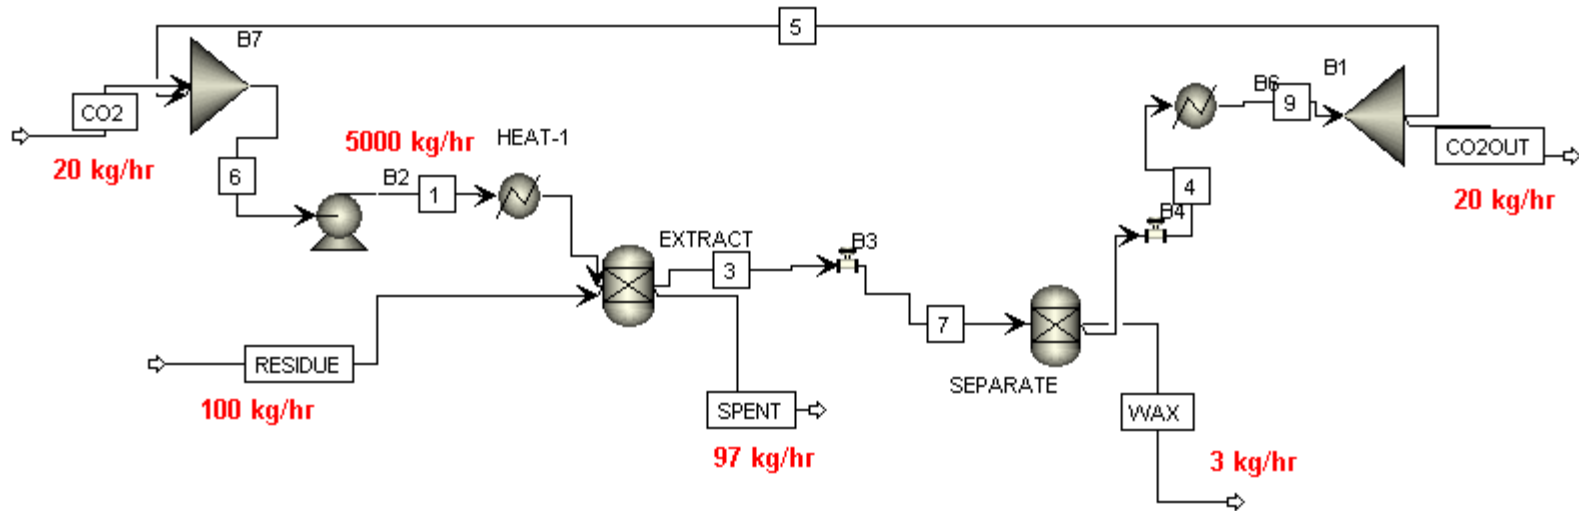 5
B7
B1
B6
9
CO2
CO2OUT
20 kg/hr
5000 kg/hr
HEAT-1
6
B2
1
4
20 kg/hr
B4
EXTRACT
B3
3
7
RESIDUE
SEPARATE
100 kg/hr
SPENT
WAX
97 kg/hr
3 kg/hr